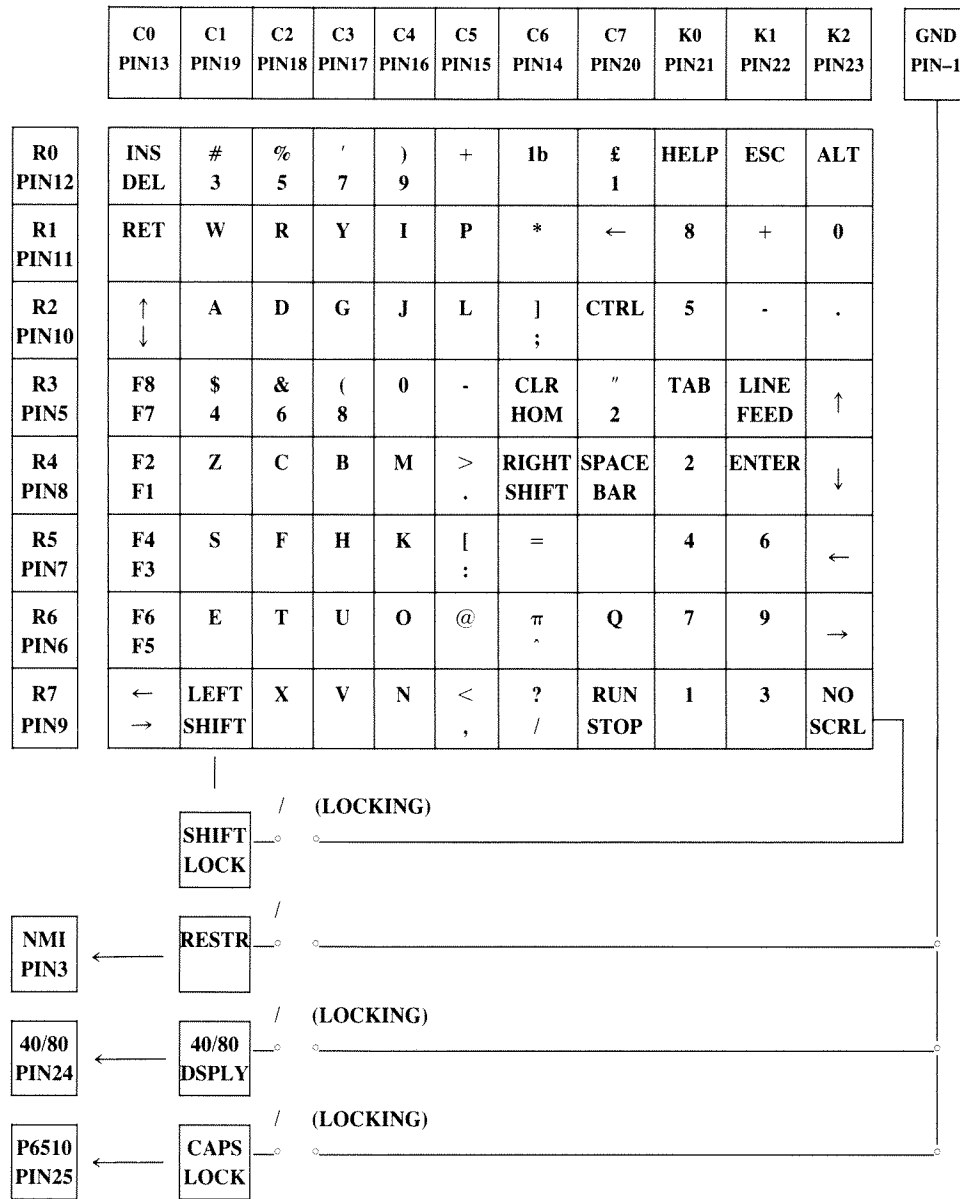 C0 C1 C2 C3 C4 C5 C6 C7 K0 K1 K2 GND
PIN13 PIN19 PIN18 PIN17 PIN16 PIN15 PIN14 PIN20 PIN21 PIN22 PIN23 PIN–1
R0 INS # % ′ ) + 1b £ HELP ESC ALT
PIN12 DEL 3 5 7 9 1
R1 RET W R Y I P * ← 8 + 0
PIN11
R2 ↑ A D G J L ] CTRL 5 - .
PIN10 ↓ ;
R3 F8 $ & ( 0 - CLR ″ TAB LINE ↑
PIN5 F7 4 6 8 HOM 2 FEED
R4 F2 Z C B M > RIGHT SPACE 2 ENTER ↓
PIN8 F1 . SHIFT BAR
R5 F4 S F H K [ = 4 6 ←
PIN7 F3 :
R6 F6 E T U O @ π Q 7 9 →
PIN6 F5 ^
R7 ← LEFT X V N < ? RUN 1 3 NO
PIN9 → SHIFT , / STOP SCRL
/ (LOCKING)
SHIFT
LOCK
/
NMI ← RESTR
PIN3
/ (LOCKING)
40/80 ← 40/80
PIN24 DSPLY
/ (LOCKING)
P6510 ← CAPS
PIN25 LOCK